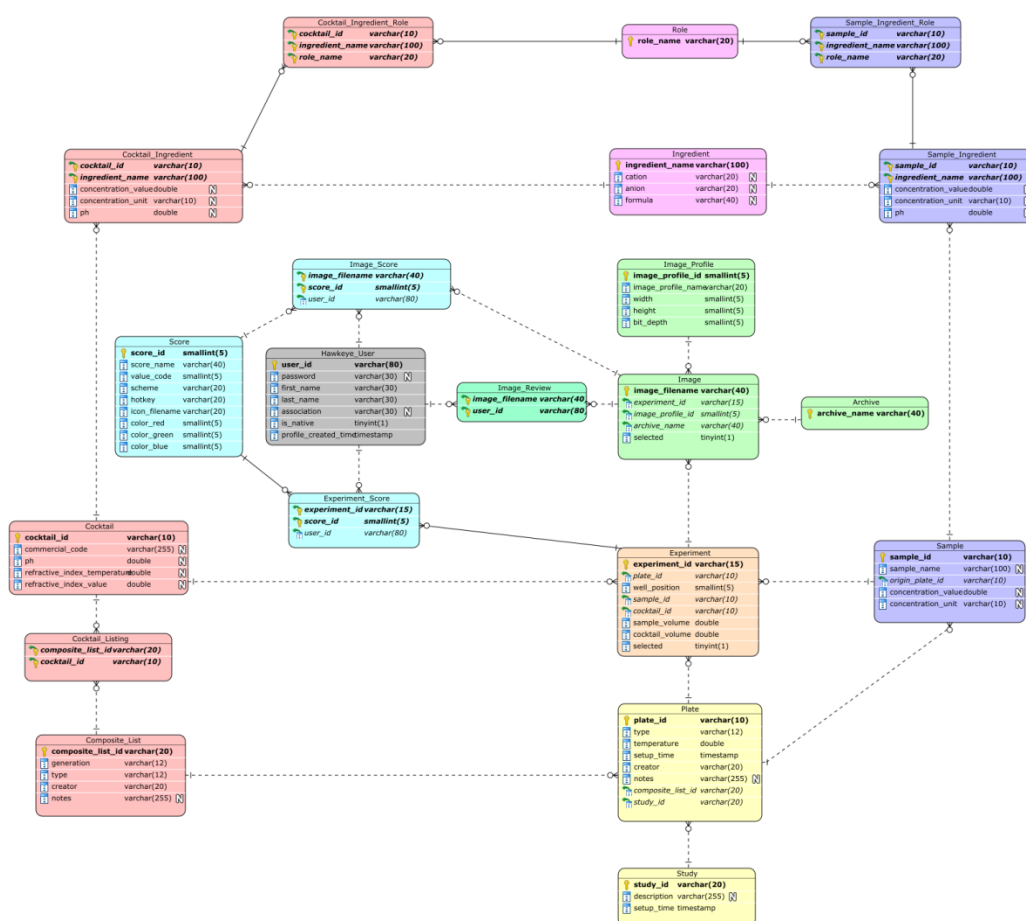 Cocktail_Ingredient_Role
cocktail_id varchar(10)
ingredient_name varchar(100)
role_name varchar(20)
Role
role_name varchar(20)
Sample_Ingredient_Role
sample_id varchar(10)
ingredient_name varchar(100)
role_name varchar(20)
Cocktail_Ingredient
cocktail_id varchar(10)
ingredient_name varchar(100)
concentration_value double N
concentration_unit varchar(10) N
ph double N
Ingredient
ingredient_name varchar(100)
cation varchar(20) N
anion varchar(20) N
formula varchar(40) N
Sample_Ingredient
sample_id varchar(10)
ingredient_name varchar(100)
concentration_value double N
concentration_unit varchar(10) N
ph double N
Image_Score
image_filename varchar(40)
score_id smallint(5)
user_id varchar(80)
Image_Profile
image_profile_id smallint(5)
image_profile_name varchar(20)
width smallint(5)
height smallint(5)
bit_depth smallint(5)
Score
score_id smallint(5)
score_name varchar(40)
value_code smallint(5)
scheme varchar(20)
hotkey varchar(20)
icon_filename varchar(20)
color_red smallint(5)
color_green smallint(5)
color_blue smallint(5)
Hawkeye_User
user_id varchar(80)
password varchar(30) N
first_name varchar(30)
last_name varchar(30)
association varchar(30) N
is_native tinyint(1)
profile_created_time timestamp
Image_Review
image_filename varchar(40
user_id varchar(80
Image
image_filename varchar(40)
experiment_id varchar(15)
image_profile_id smallint(5)
archive_name varchar(40)
selected tinyint(1)
Archive
archive_name varchar(40)
Experiment_Score
experiment_id varchar(15)
score_id smallint(5)
user_id varchar(80)
Cocktail
cocktail_id varchar(10)
commercial_code varchar(255) N
ph double N
refractive_index_temperature double N
refractive_index_value double N
Experiment
experiment_id varchar(15)
plate_id varchar(10)
well_position smallint(5)
sample_id varchar(10)
cocktail_id varchar(10)
sample_volume double
cocktail_volume double
selected tinyint(1)
Sample
sample_id varchar(10)
sample_name varchar(100) N
origin_plate_id varchar(10)
concentration_value double N
concentration_unit varchar(10) N
Cocktail_Listing
composite_list_id varchar(20)
cocktail_id varchar(10)
Composite_List
composite_list_id varchar(20)
generation varchar(12)
type varchar(12)
creator varchar(20)
notes varchar(255) N
Plate
plate_id varchar(10)
type varchar(12)
temperature double
setup_time timestamp
creator varchar(20)
notes varchar(255) N
composite_list_id varchar(20)
study_id varchar(20)
Study
study_id varchar(20)
description varchar(255) N
setup_time timestamp